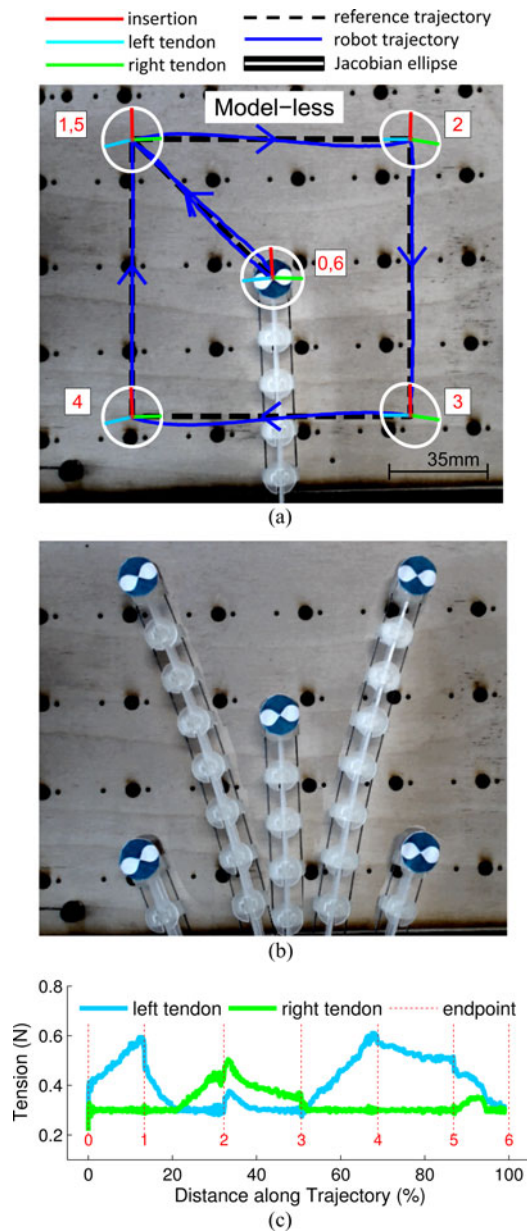 insertion
left tendon
right tendon
reference trajectory
robot trajectory
Jacobian ellipse
Model-less
1,5
2
0,6
4
3
35mm
(a)
(b)
0.8
0.6
0.4
0.2
Tension (N)
left tendon right tendon endpoint
0 1 2 3 4 5 6
0 20 40 60 80 100
Distance along Trajectory (%)
(c)